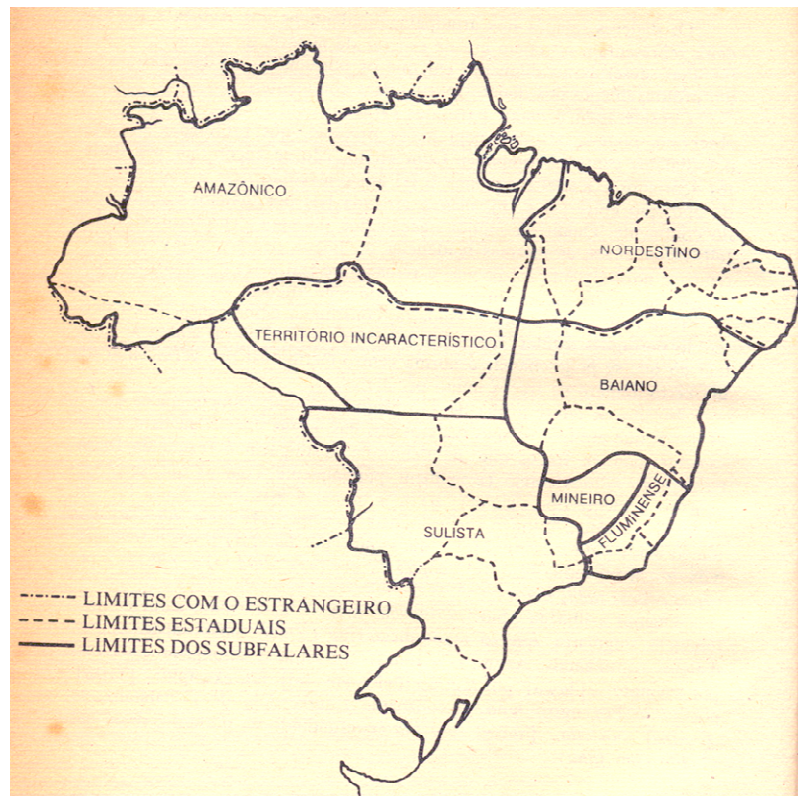 AMAZÔNICO
NORDESTINO
TERRITÓRIO INCARACTERÍSTICO
BAIANO
MINEIRO
FLUMINENSE
SULISTA
LIMITES COM O ESTRANGEIRO
LIMITES ESTADUAIS
LIMITES DOS SUBFALARES